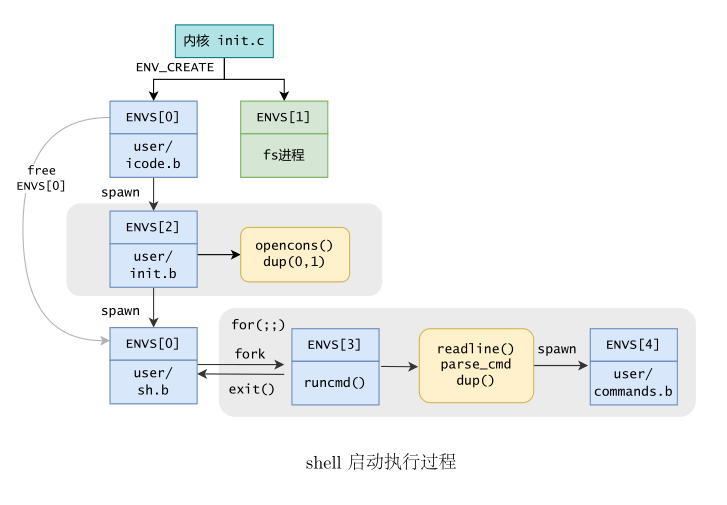 内核 init.c
ENV_CREATE
ENVS[0]
user/
icode.b
ENVS[1]
fs进程
free
ENVS[0]
spawn
ENVS[2]
user/
init.b
opencons()
dup(0,1)
spawn
ENVS[0]
user/
sh.b
for(;;)
fork
exit()
ENVS[3]
runcmd()
readline()
parse_cmd
dup()
spawn
ENVS[4]
user/
commands.b
shell 启动执行过程